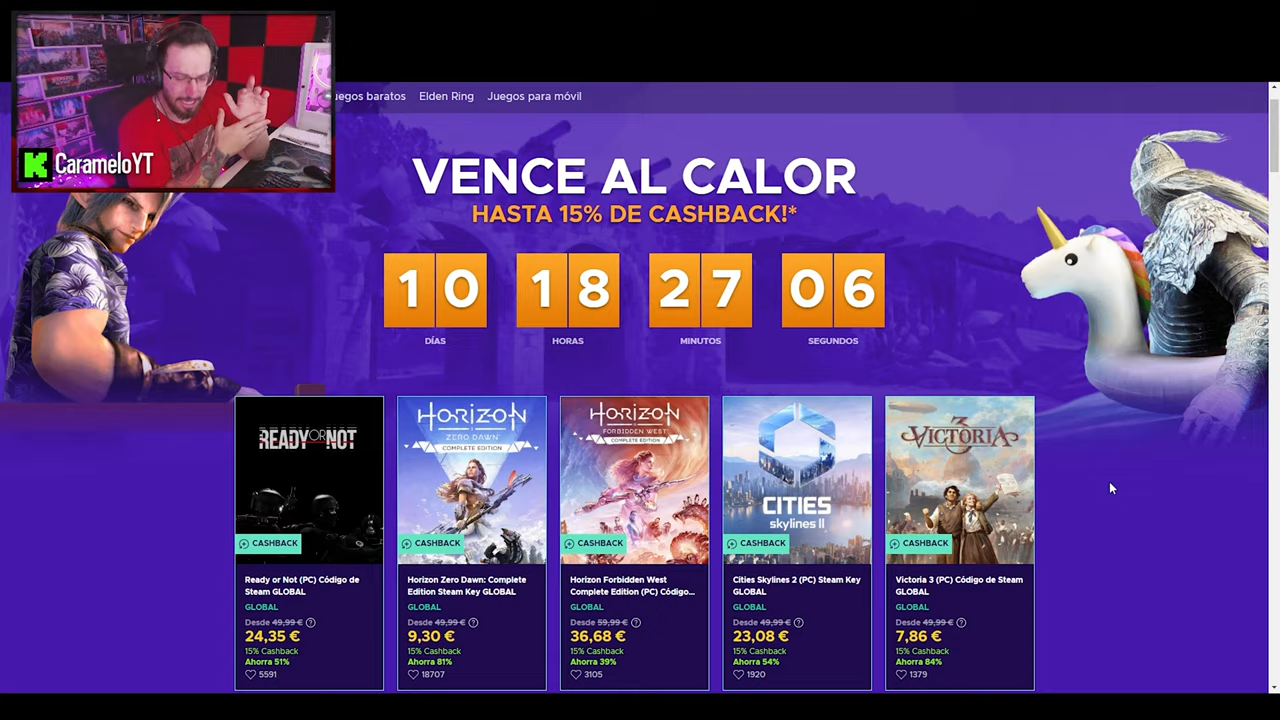 CarameloYT
uegos baratos
Elden Ring
Juegos para móvil
VENCE AL CALOR
HASTA 15% DE CASHBACK!*
10
18
27
06
DÍAS
HORAS
MINUTOS
SEGUNDOS
READY OR NOT
CASHBACK
Ready or Not (PC) Código de
Steam GLOBAL
GLOBAL
Desde 49,99 €
24,35 €
15% Cashback
Ahorra 51%
5591
HORIZON
ZERO DAWN
COMPLETE EDITION
CASHBACK
Horizon Zero Dawn: Complete
Edition Steam Key GLOBAL
GLOBAL
Desde 49,99 €
9,30 €
15% Cashback
Ahorra 81%
18707
HORIZON
FORBIDDEN WEST
COMPLETE EDITION
CASHBACK
Horizon Forbidden West
Complete Edition (PC) Código...
GLOBAL
Desde 59,99 €
36,68 €
15% Cashback
Ahorra 39%
3105
CITIES
skylines II
CASHBACK
Cities Skylines 2 (PC) Steam Key
GLOBAL
GLOBAL
Desde 49,99 €
23,08 €
15% Cashback
Ahorra 54%
1920
3
VICTORIA
CASHBACK
Victoria 3 (PC) Código de Steam
GLOBAL
GLOBAL
Desde 49,99 €
7,86 €
15% Cashback
Ahorra 84%
1379